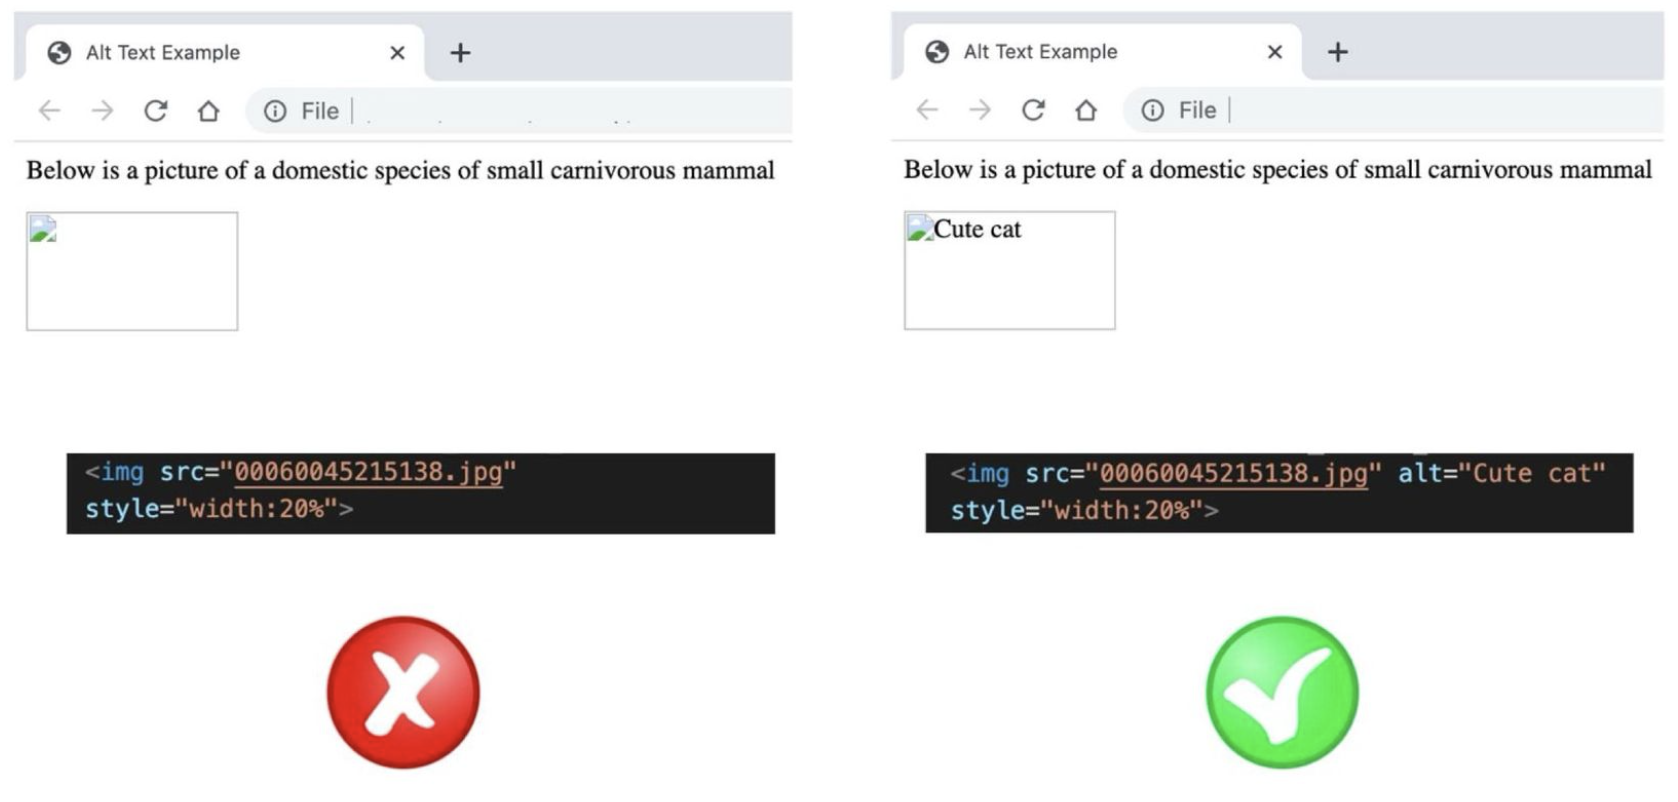 Alt Text Example
File
Below is a picture of a domestic species of small carnivorous mammal
<img src="00060045215138.jpg"
style="width:20%">
Alt Text Example
File
Below is a picture of a domestic species of small carnivorous mammal
Cute cat
<img src="00060045215138.jpg" alt="Cute cat"
style="width:20%">